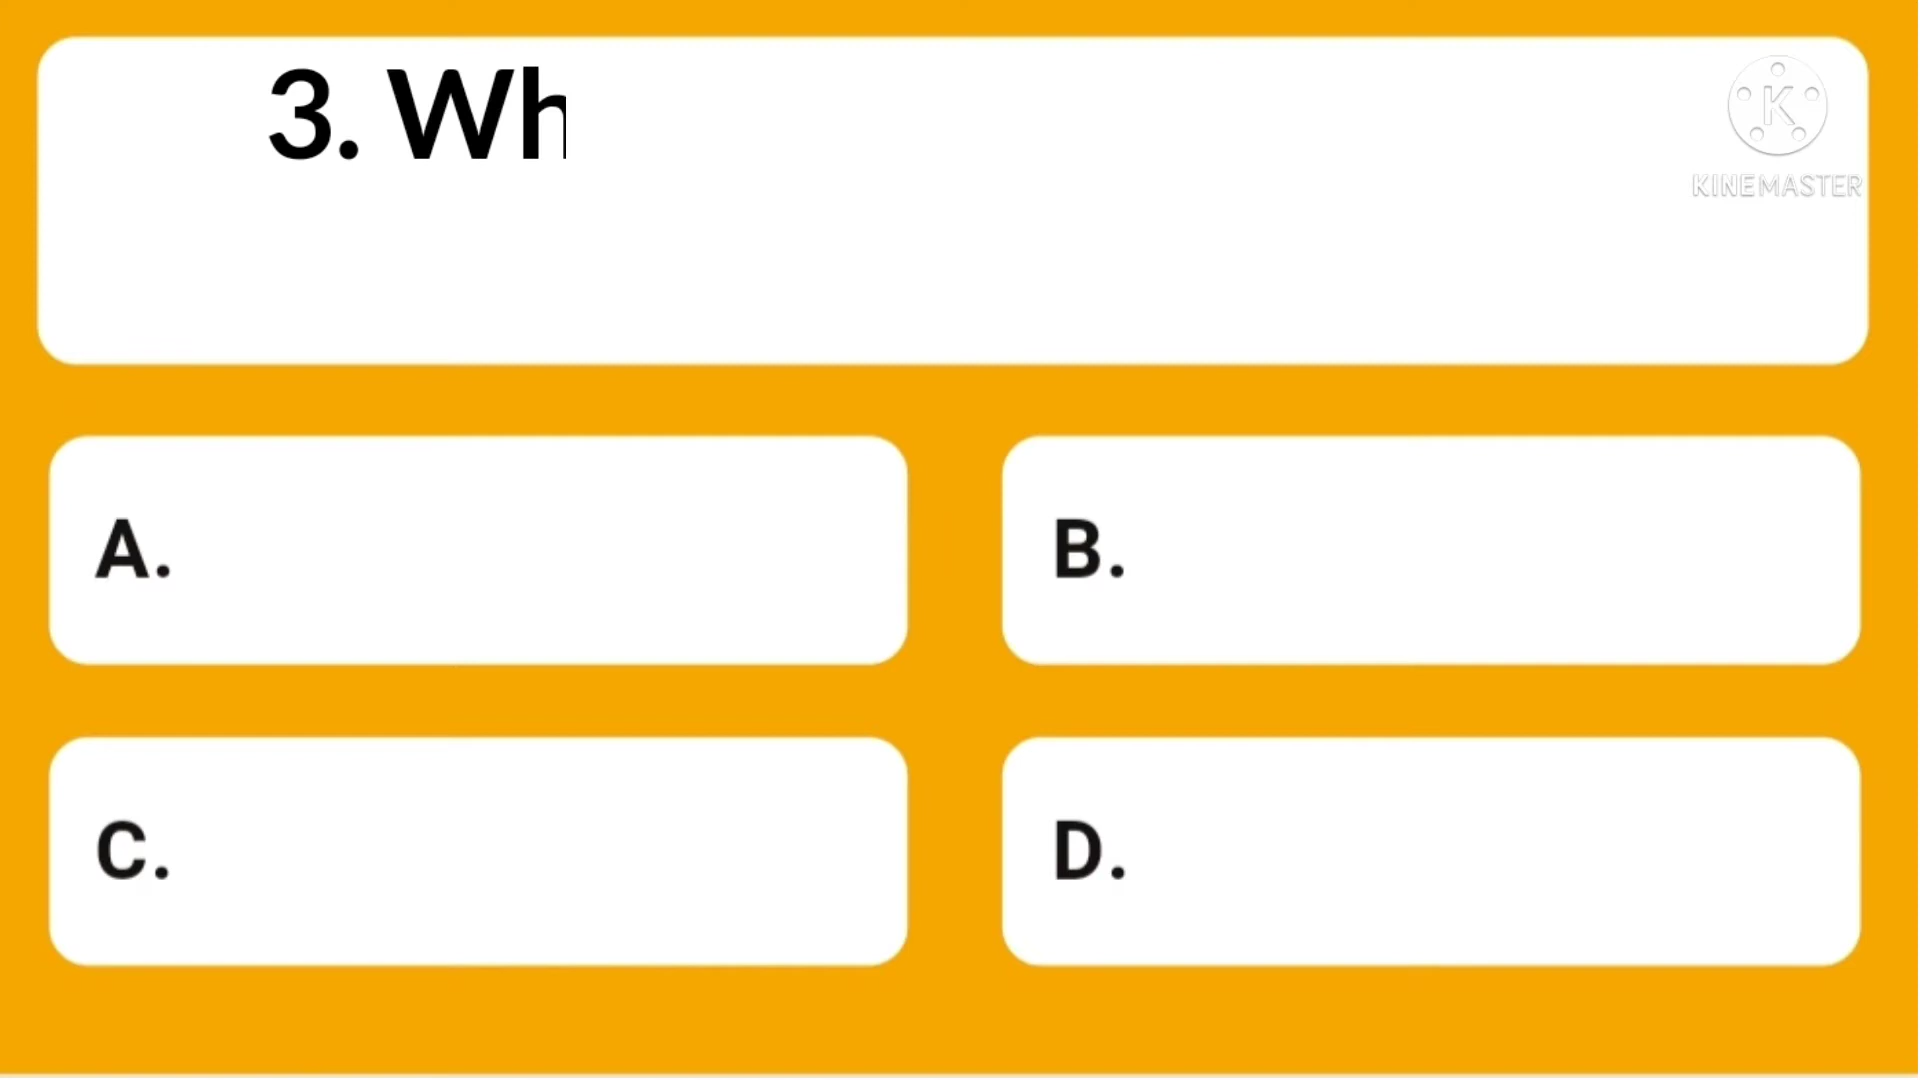 3. Wh
KINEMASTER
A.
B.
C.
D.